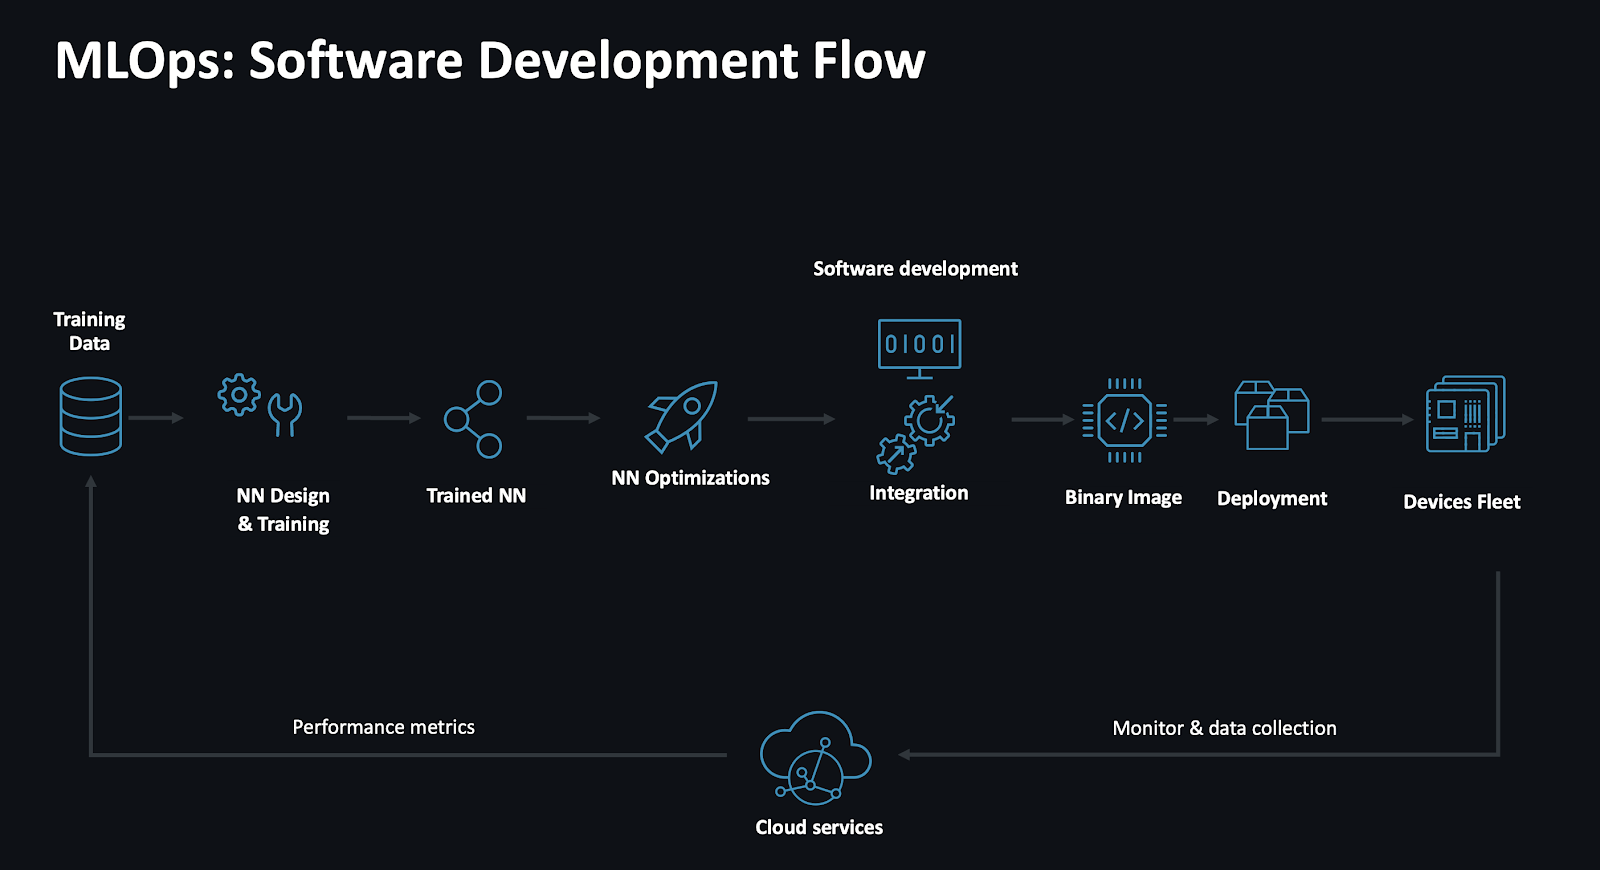 MLOps: Software Development Flow
Software development
Training
Data
01001
NN Design
& Training
Trained NN
NN Optimizations
Integration
</>
Binary Image
Deployment
Devices Fleet
Performance metrics
Monitor & data collection
Cloud services